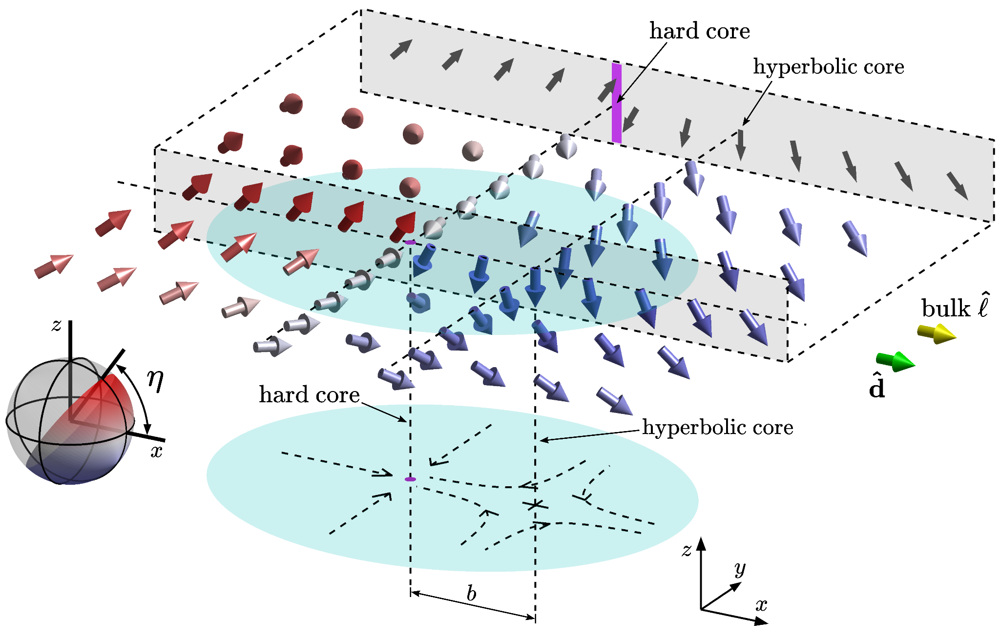 hard core
hyperbolic core
bulk ℓ̂
d̂
z
η
x
hard core
hyperbolic core
b
z
y
x